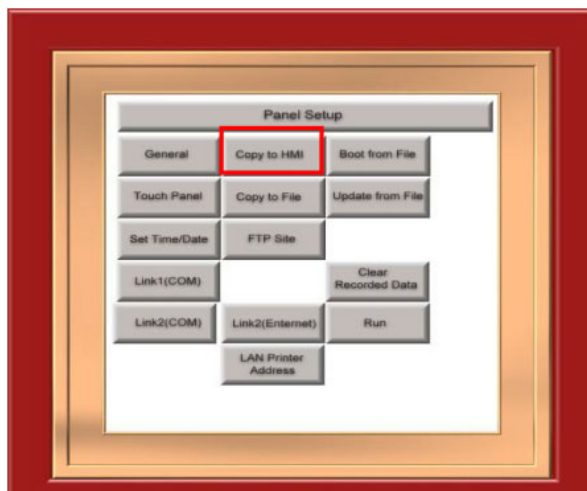 Panel Setup
General
Copy to HMI
Boot from File
Touch Panel
Copy to File
Update from File
Set Time/Date
FTP Site
Link1(COM)
Clear
Recorded Data
Link2(COM)
Link2(Enternet)
Run
LAN Printer
Address